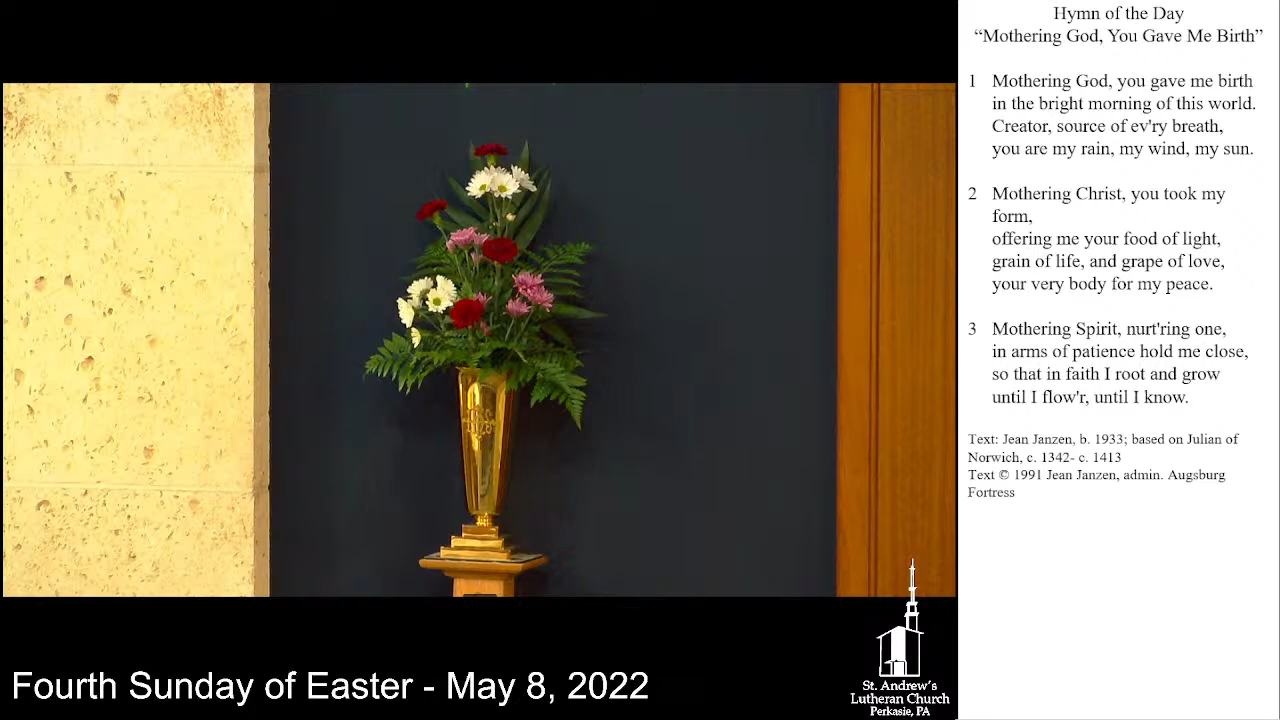 Hymn of the Day
“Mothering God, You Gave Me Birth”
1 Mothering God, you gave me birth
in the bright morning of this world.
Creator, source of ev'ry breath,
you are my rain, my wind, my sun.
2 Mothering Christ, you took my
form,
offering me your food of light,
grain of life, and grape of love,
your very body for my peace.
3 Mothering Spirit, nurt'ring one,
in arms of patience hold me close,
so that in faith I root and grow
until I flow'r, until I know.
Text: Jean Janzen, b. 1933; based on Julian of
Norwich, c. 1342- c. 1413
Text © 1991 Jean Janzen, admin. Augsburg
Fortress
Fourth Sunday of Easter - May 8, 2022
St. Andrew's
Lutheran Church
Perkasie, PA